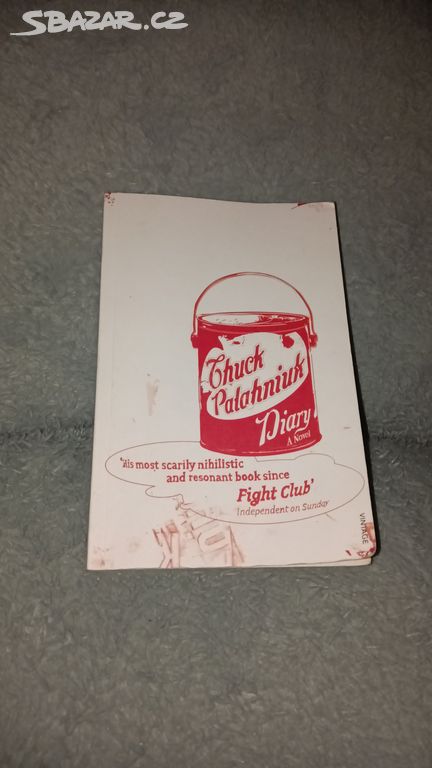 SBAZAR.CZ
Chuck
Palahniuk
Diary
A Novel
'His most scarily nihilistic
and resonant book since
Fight Club'
Independent on Sunday
VINTAGE